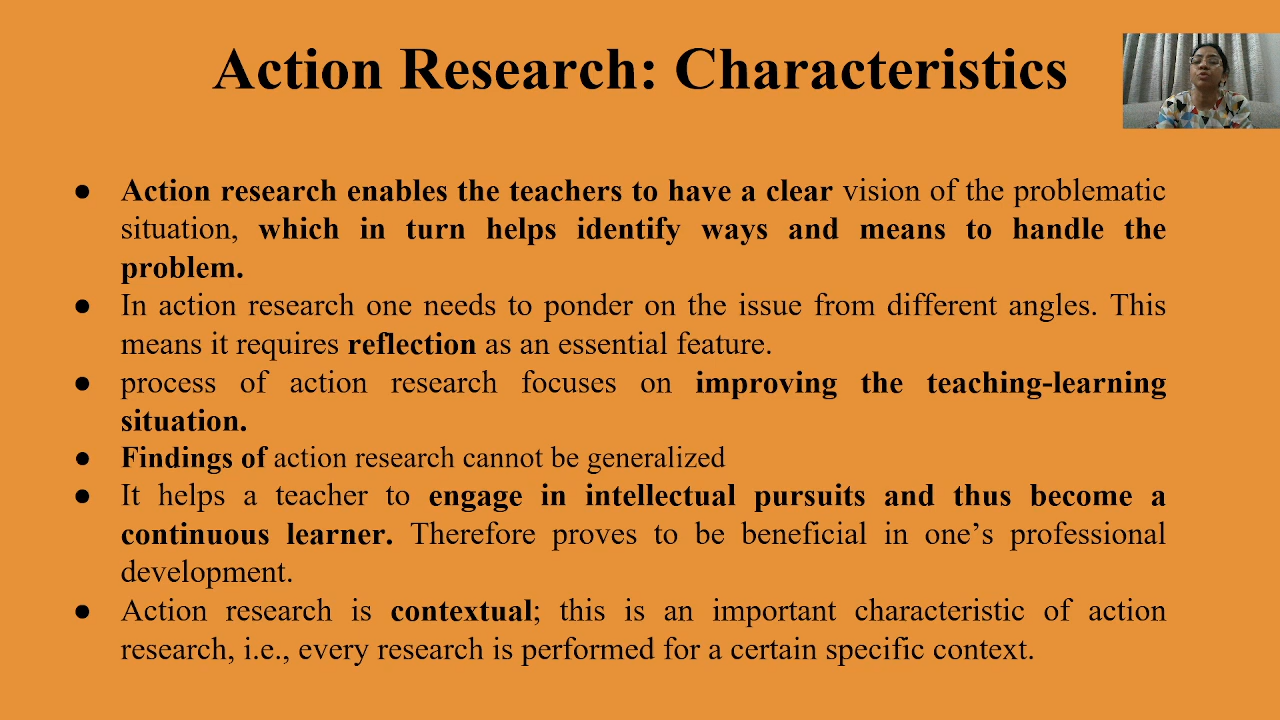 Action Research: Characteristics
● Action research enables the teachers to have a clear vision of the problematic
situation, which in turn helps identify ways and means to handle the
problem.
● In action research one needs to ponder on the issue from different angles. This
means it requires reflection as an essential feature.
● process of action research focuses on improving the teaching-learning
situation.
● Findings of action research cannot be generalized
● It helps a teacher to engage in intellectual pursuits and thus become a
continuous learner. Therefore proves to be beneficial in one’s professional
development.
● Action research is contextual; this is an important characteristic of action
research, i.e., every research is performed for a certain specific context.